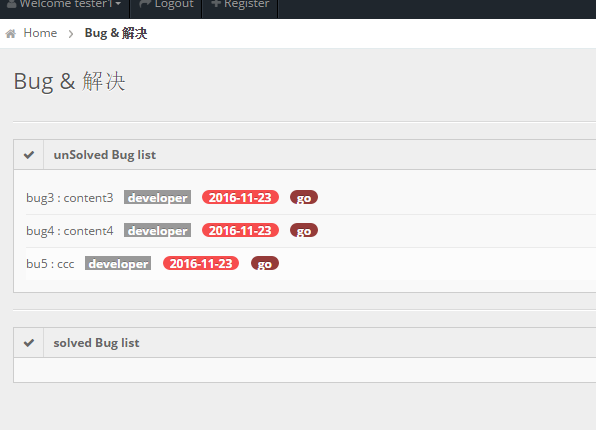 Welcome tester1 Logout Register
Home > Bug & 解决
Bug & 解决
unSolved Bug list
bug3 : content3 developer 2016-11-23 go
bug4 : content4 developer 2016-11-23 go
bu5 : ccc developer 2016-11-23 go
solved Bug list